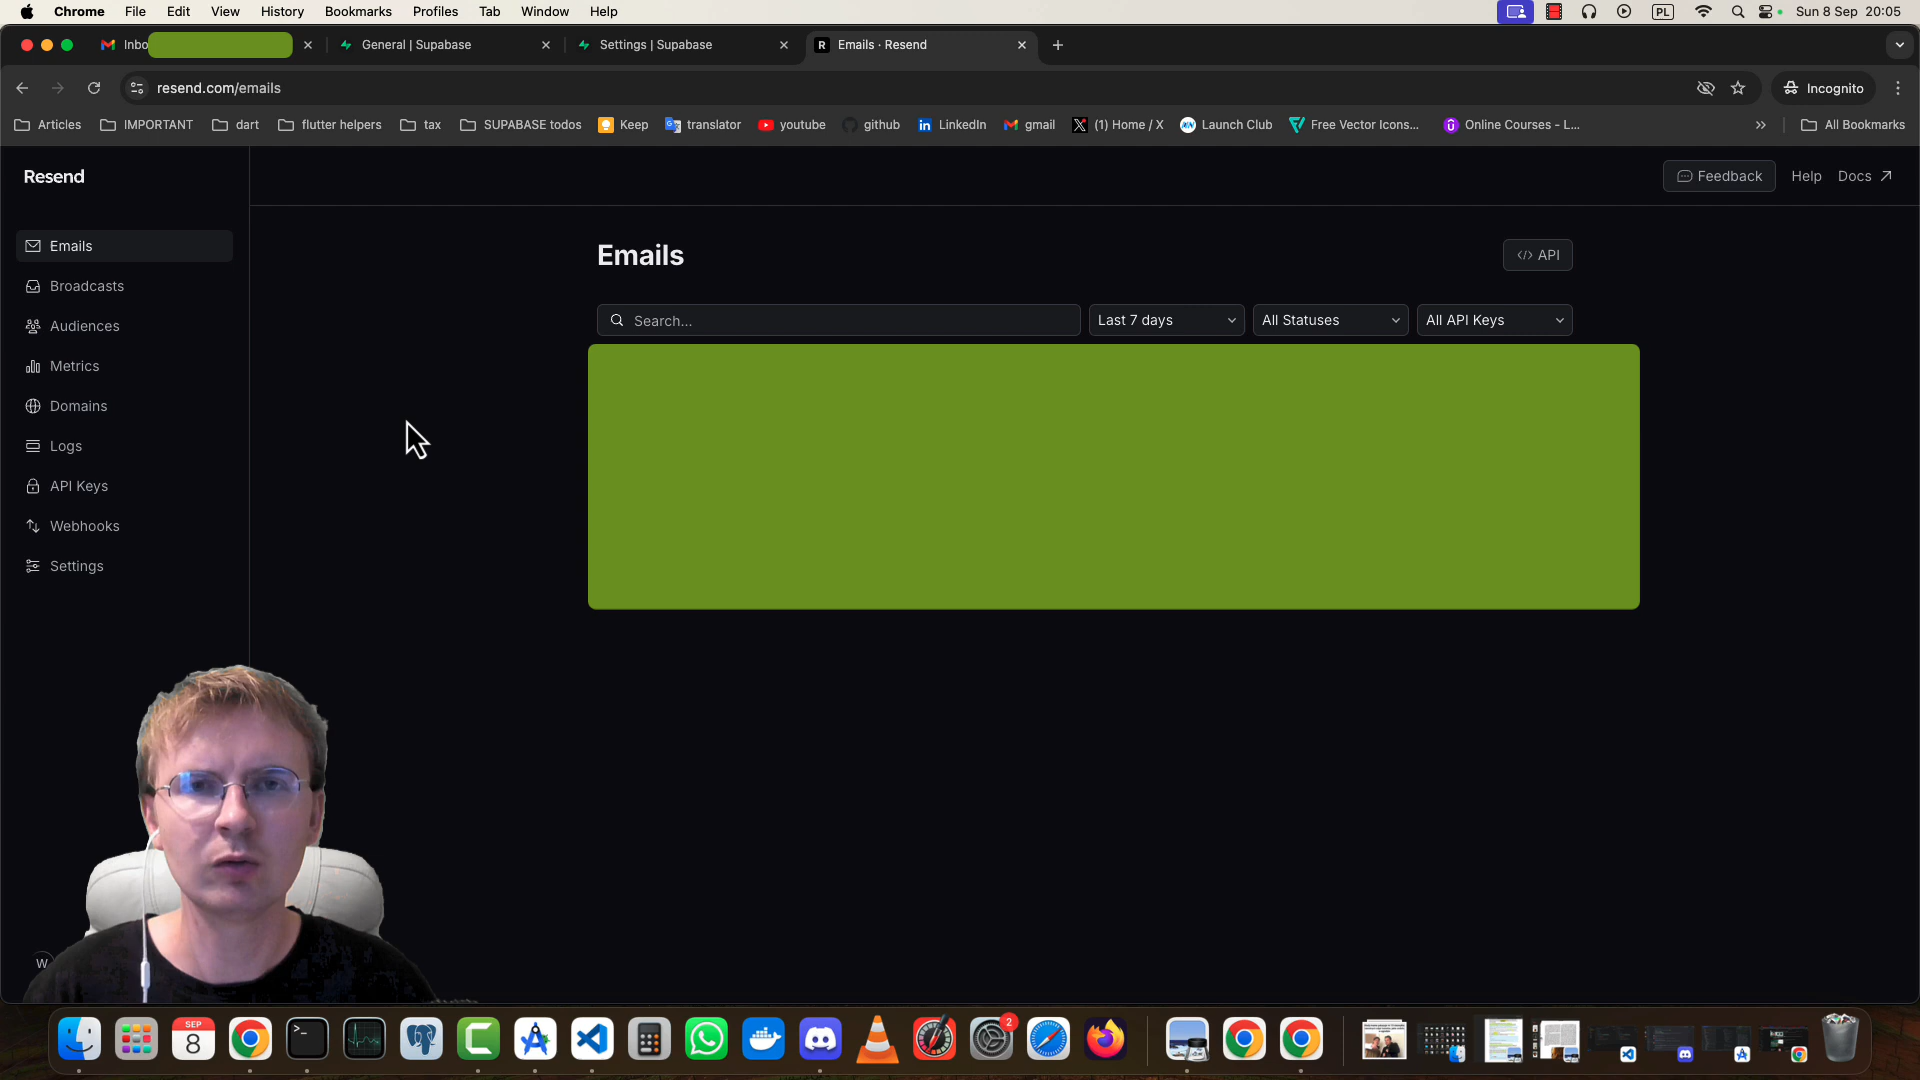 Chrome File Edit View History Bookmarks Profiles Tab Window Help PL Sun 8 Sep 20:05
Inbo General | Supabase Settings | Supabase R Emails · Resend
resend.com/emails Incognito
Articles IMPORTANT dart flutter helpers tax SUPABASE todos Keep translator youtube github LinkedIn gmail (1) Home / X Launch Club Free Vector Icons... Online Courses - L... All Bookmarks
Resend
Feedback Help Docs
Emails
Broadcasts
Audiences
Metrics
Domains
Logs
API Keys
Webhooks
Settings
W
Emails
API
Search...
Last 7 days
All Statuses
All API Keys
SEP
8
2